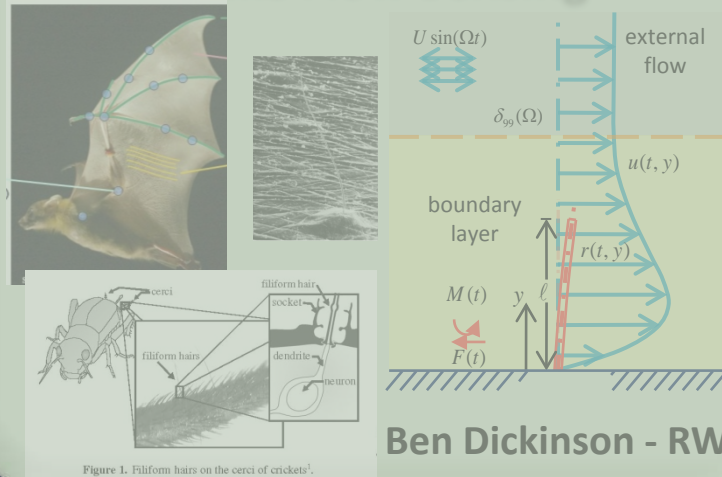 )
U sin(Ωt)
external
flow
δ₉₉(Ω)
u(t, y)
boundary
layer
r(t, y)
M(t)
y
ℓ
F(t)
cerci
filiform hair
socket
filiform hairs
dendrite
neuron
Figure 1. Filiform hairs on the cerci of crickets³.
Ben Dickinson - RW